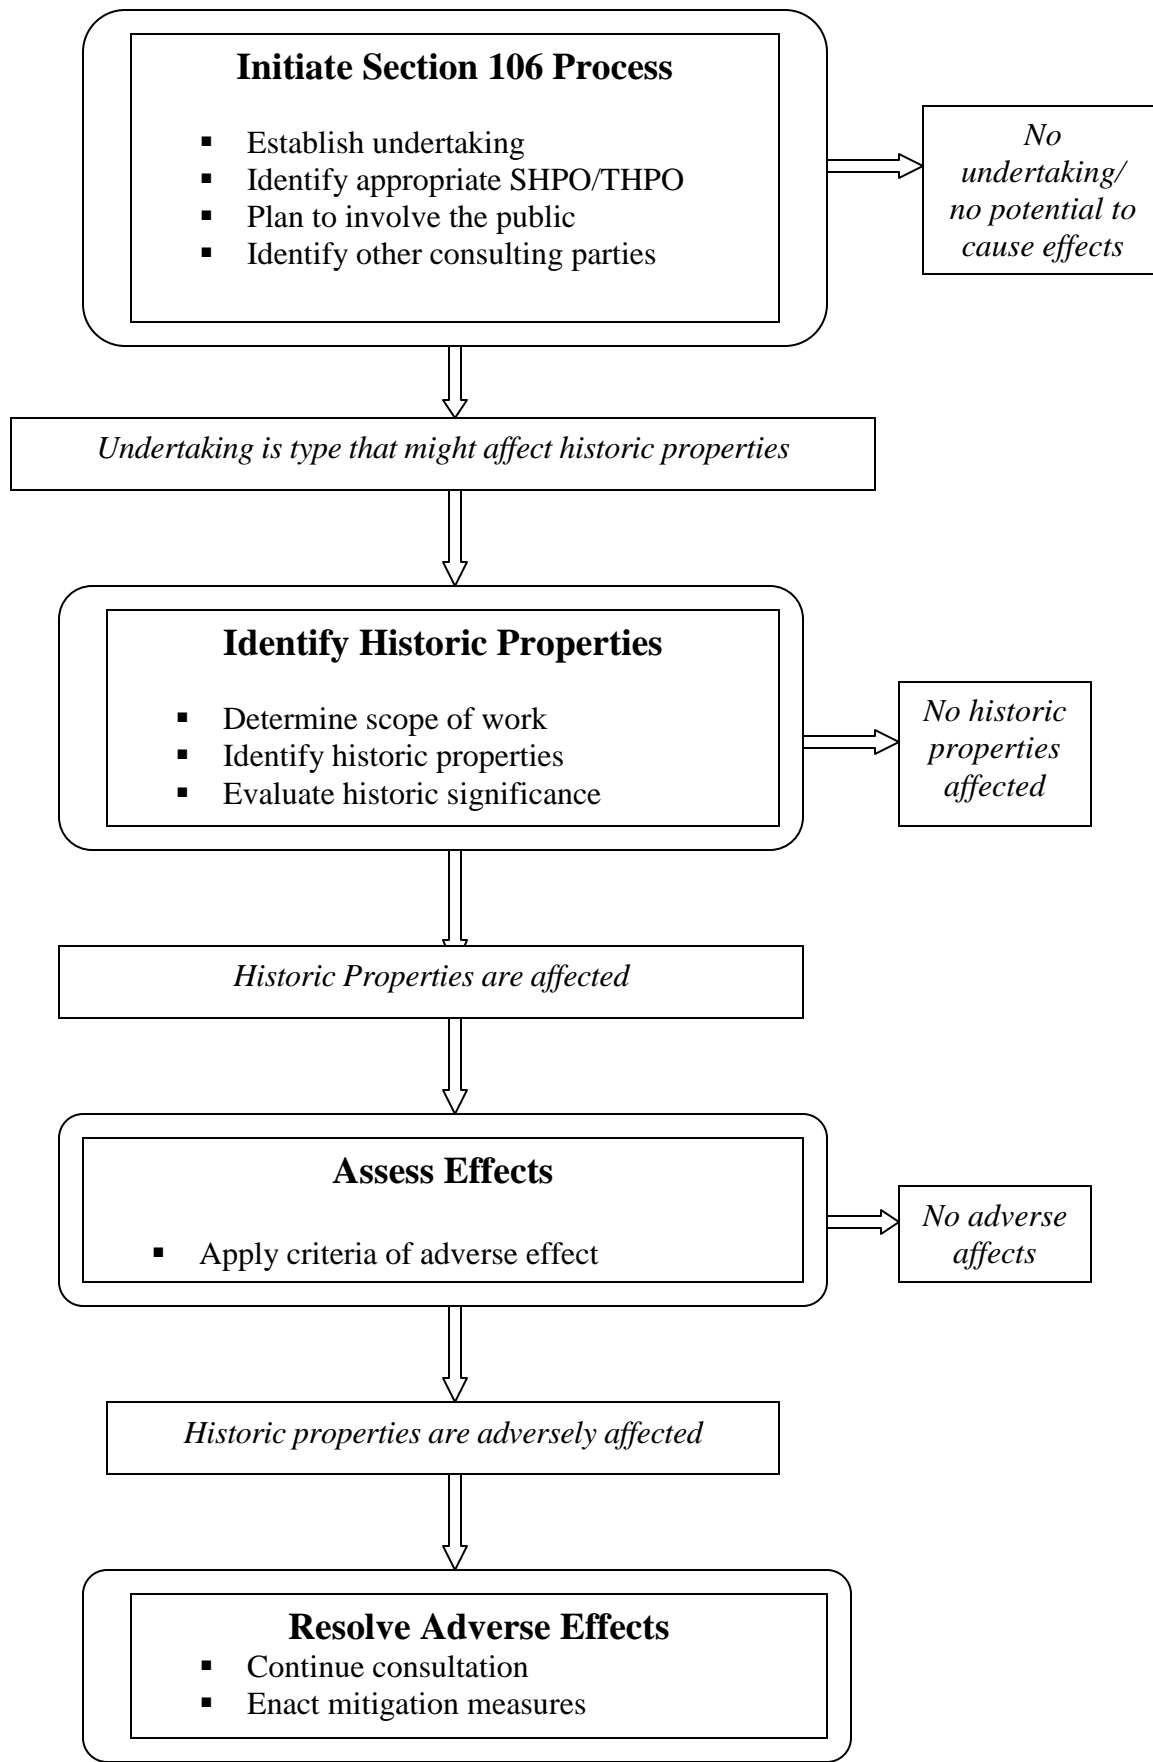 Initiate Section 106 Process
▪ Establish undertaking
▪ Identify appropriate SHPO/THPO
▪ Plan to involve the public
▪ Identify other consulting parties
No
undertaking/
no potential to
cause effects
Undertaking is type that might affect historic properties
Identify Historic Properties
▪ Determine scope of work
▪ Identify historic properties
▪ Evaluate historic significance
No historic
properties
affected
Historic Properties are affected
Assess Effects
▪ Apply criteria of adverse effect
No adverse
affects
Historic properties are adversely affected
Resolve Adverse Effects
▪ Continue consultation
▪ Enact mitigation measures